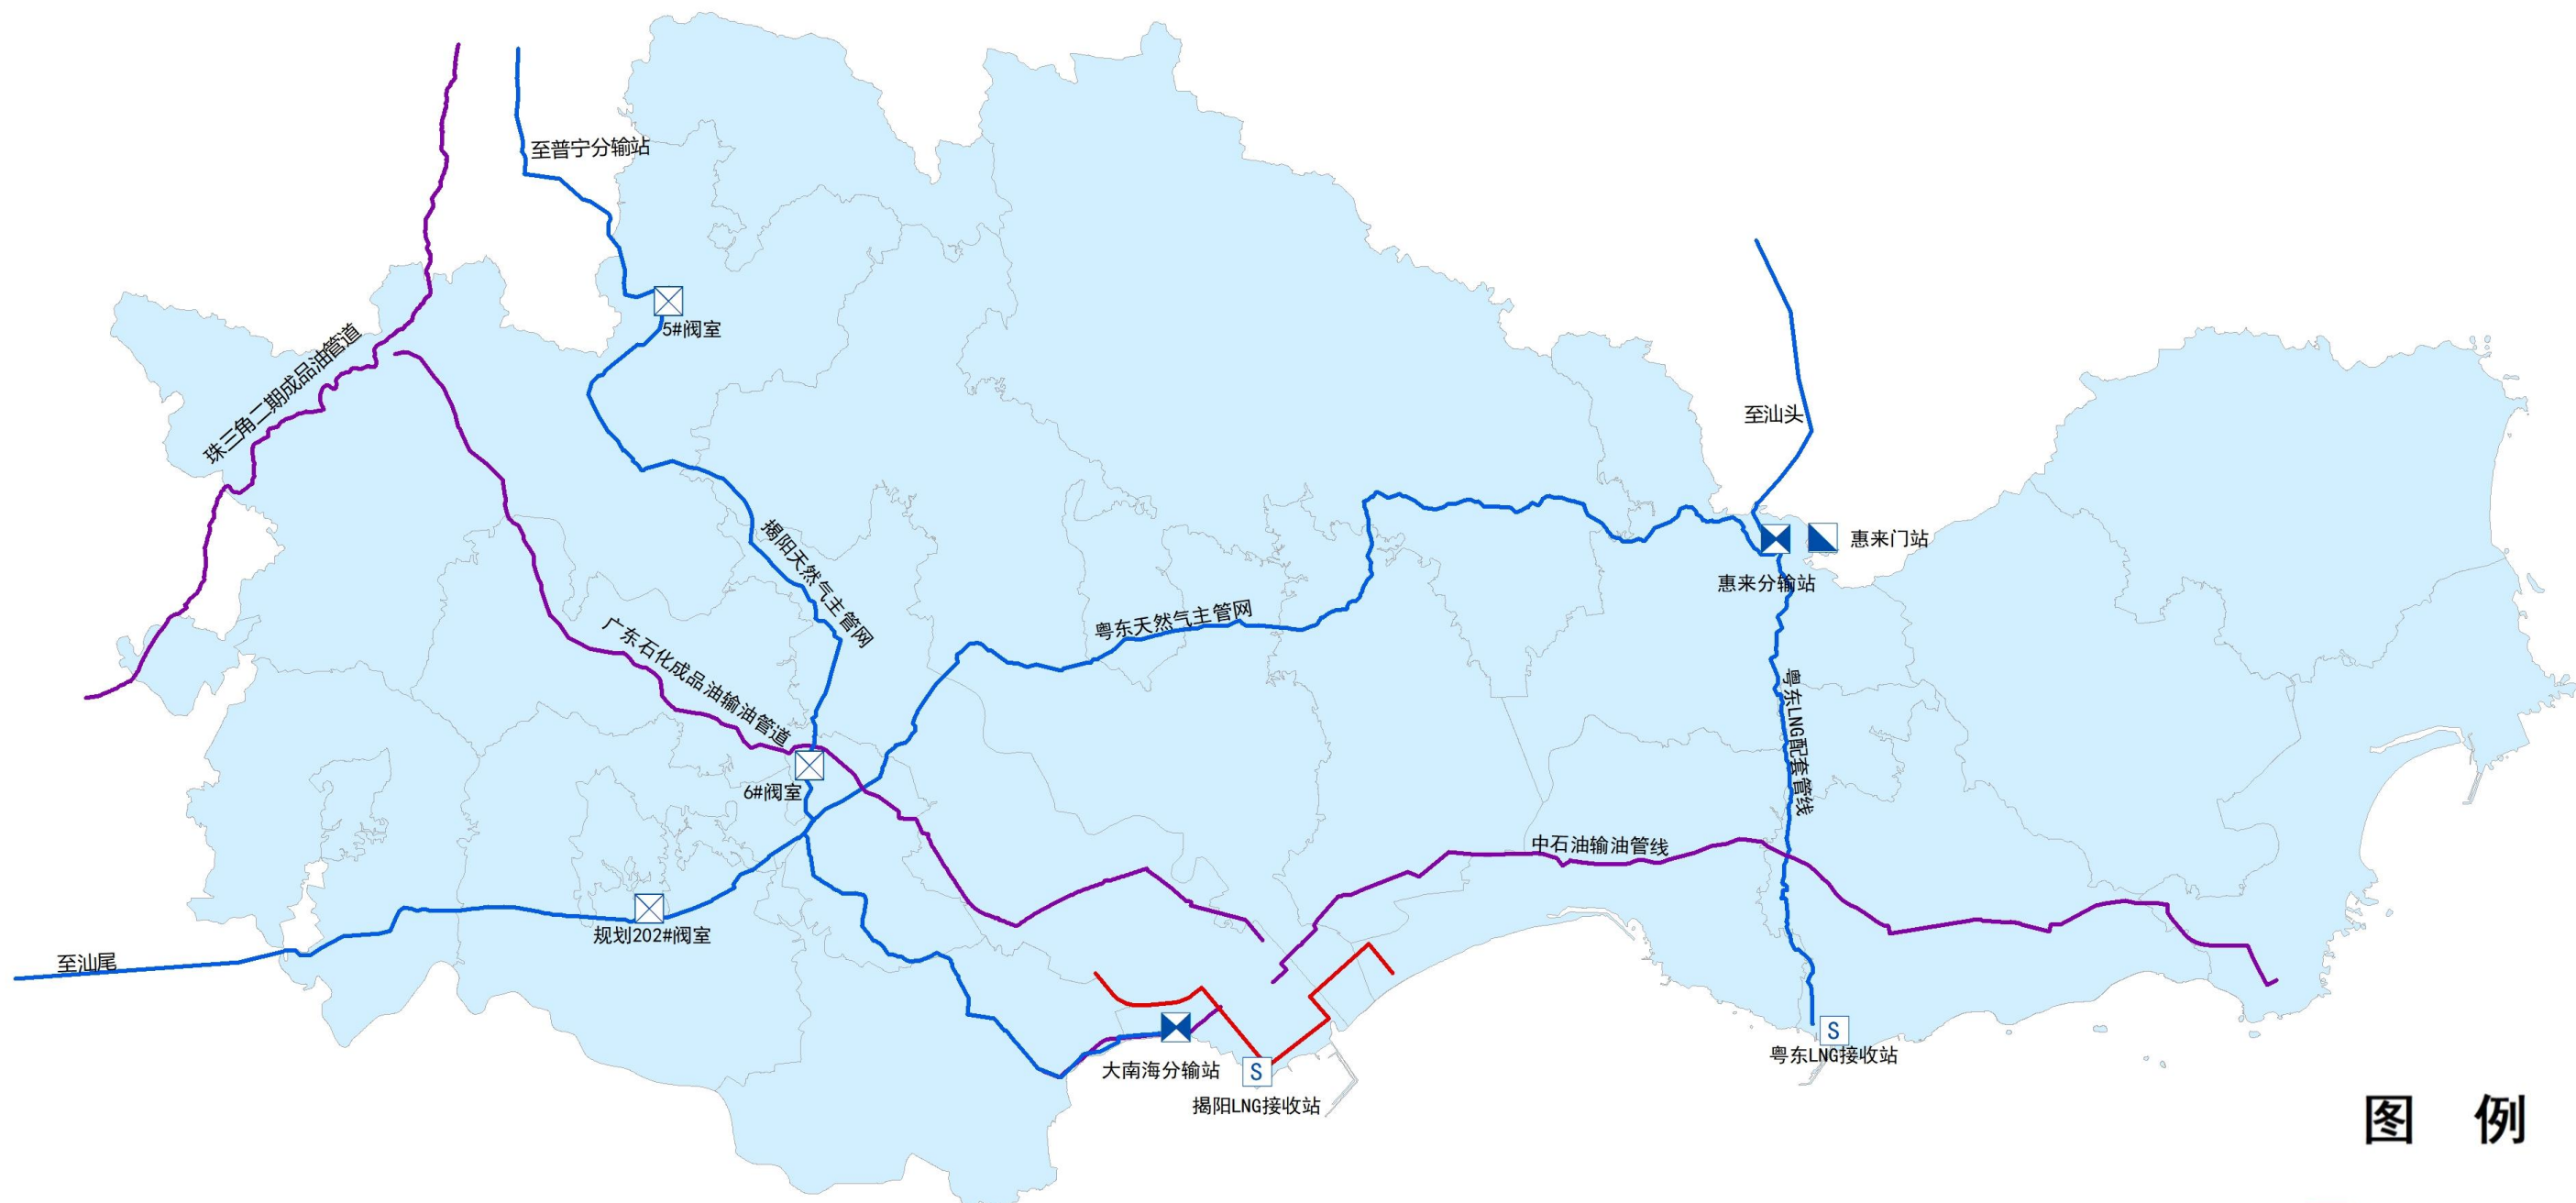 至普宁分输站
5#阀室
珠三角二期成品油管道
至汕头
惠来门站
惠来分输站
揭阳天然气主管网
粤东天然气主管网
广东石化成品油输油管道
粤东LNG配套管线
6#阀室
中石油输油管线
规划202#阀室
至汕尾
S
粤东LNG接收站
大南海分输站
S
揭阳LNG接收站
图 例